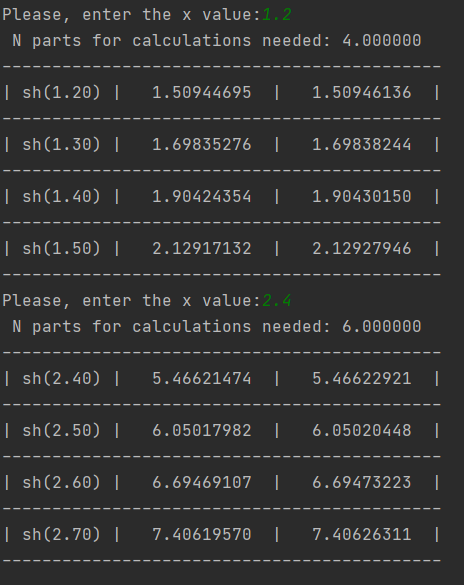 Please, enter the x value:1.2
 N parts for calculations needed: 4.000000
--------------------------------------------
| sh(1.20) |   1.50944695  |   1.50946136  |
--------------------------------------------
| sh(1.30) |   1.69835276  |   1.69838244  |
--------------------------------------------
| sh(1.40) |   1.90424354  |   1.90430150  |
--------------------------------------------
| sh(1.50) |   2.12917132  |   2.12927946  |
--------------------------------------------
Please, enter the x value:2.4
 N parts for calculations needed: 6.000000
--------------------------------------------
| sh(2.40) |   5.46621474  |   5.46622921  |
--------------------------------------------
| sh(2.50) |   6.05017982  |   6.05020448  |
--------------------------------------------
| sh(2.60) |   6.69469107  |   6.69473223  |
--------------------------------------------
| sh(2.70) |   7.40619570  |   7.40626311  |
--------------------------------------------